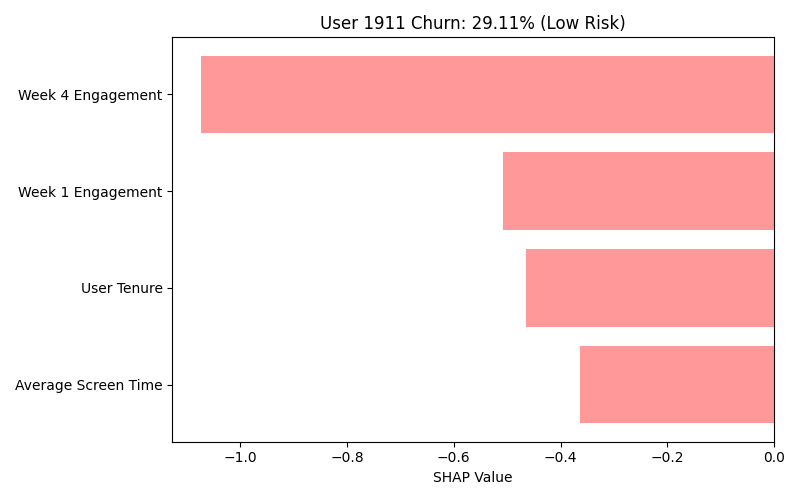 User 1911 Churn: 29.11% (Low Risk)
Week 4 Engagement
Week 1 Engagement
User Tenure
Average Screen Time
−1.0 −0.8 −0.6 −0.4 −0.2 0.0
SHAP Value